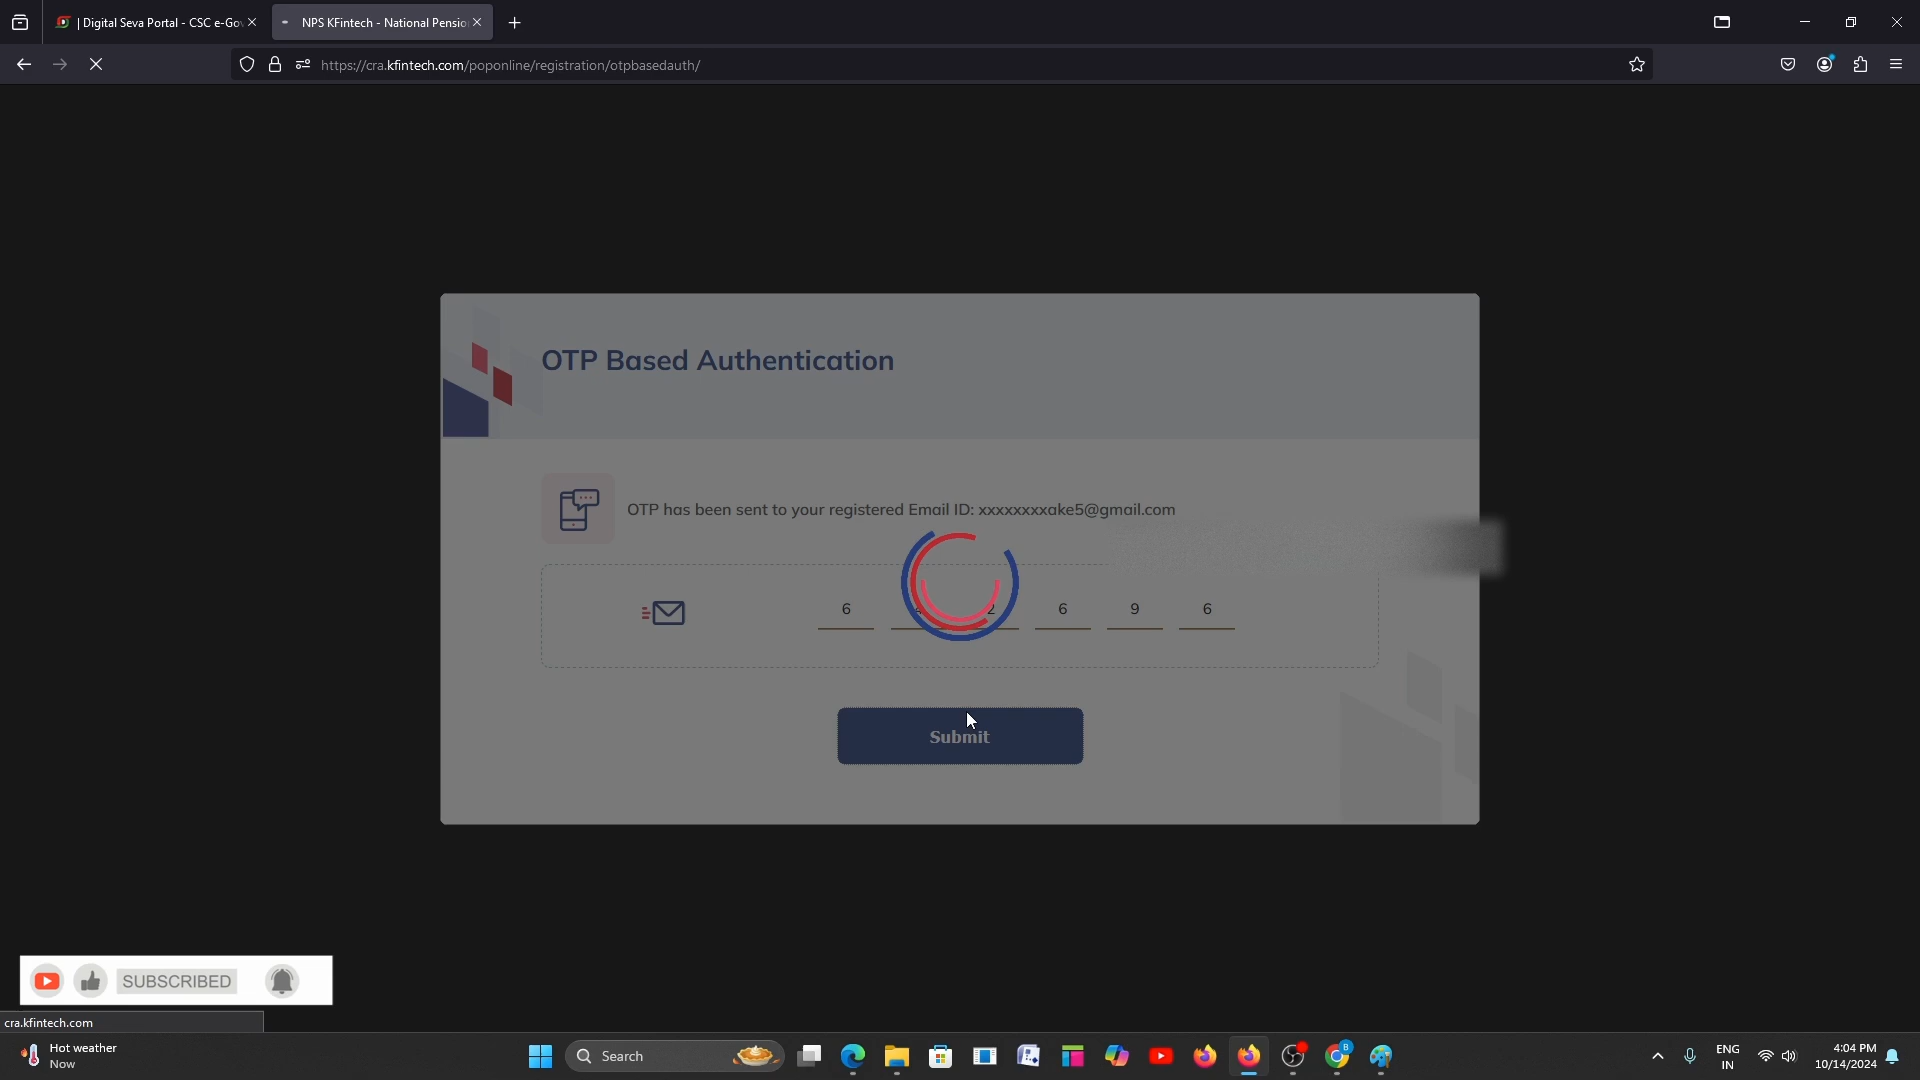 | Digital Seva Portal - CSC e-Gov
NPS KFintech - National Pensio
https://cra.kfintech.com/poponline/registration/otpbasedauth/
OTP Based Authentication
OTP has been sent to your registered Email ID: xxxxxxxxake5@gmail.com
6 2 6 9 6
Submit
SUBSCRIBED
cra.kfintech.com
Hot weather
Now
Search
B
ENG
IN
4:04 PM
10/14/2024